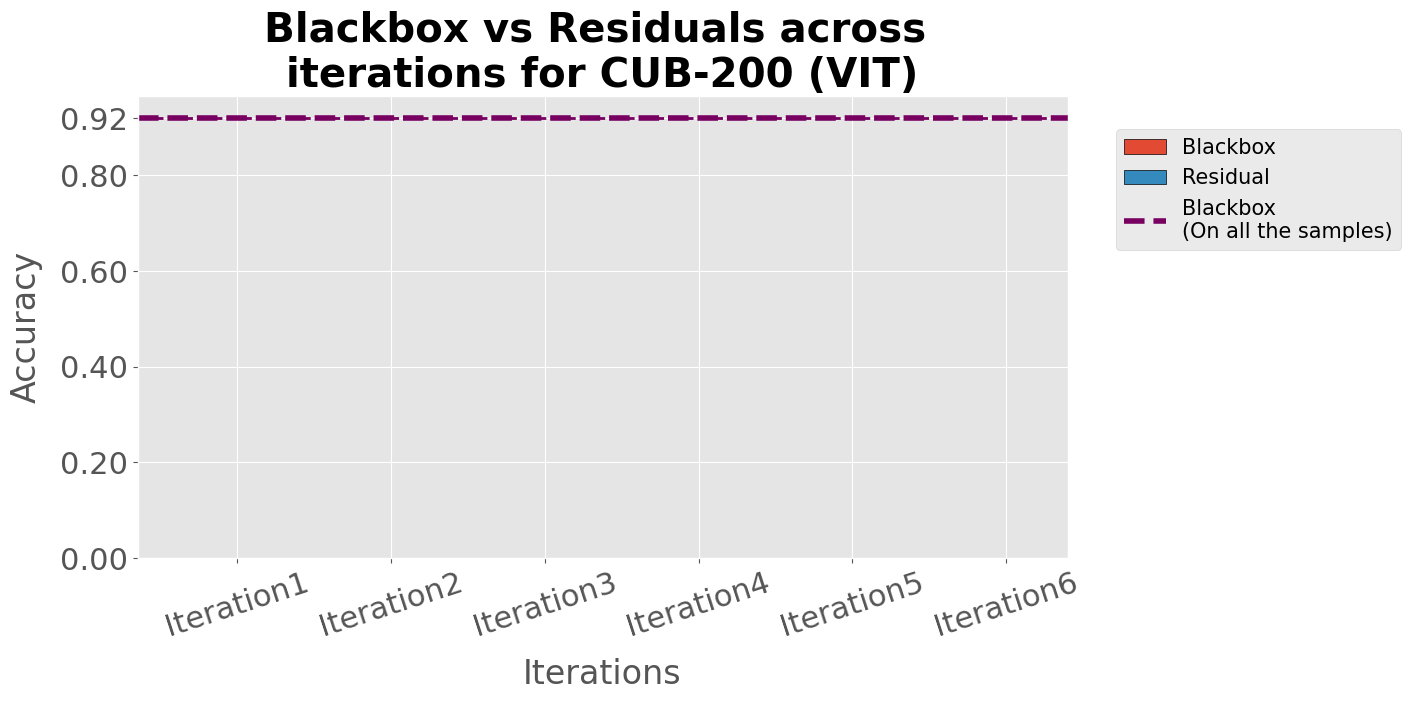 Blackbox vs Residuals across
iterations for CUB-200 (VIT)
0.92
0.80
0.60
0.40
0.20
0.00
Accuracy
Iteration1
Iteration2
Iteration3
Iteration4
Iteration5
Iteration6
Iterations
Blackbox
Residual
Blackbox
(On all the samples)